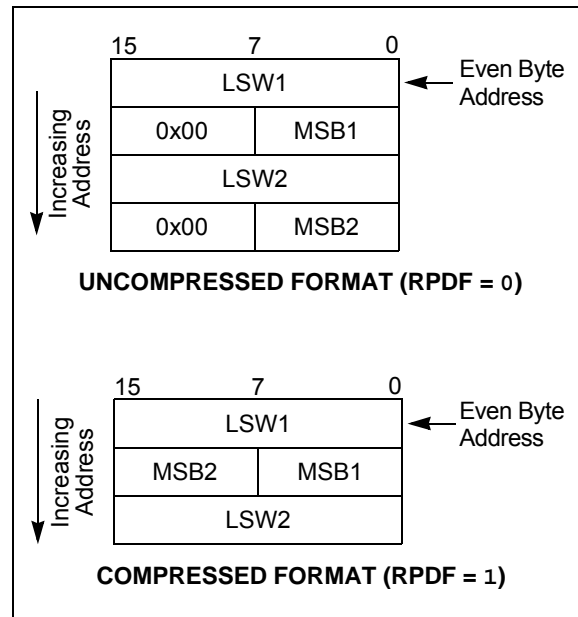 15 7 0
LSW1
Even Byte
Address
0x00 MSB1
LSW2
0x00 MSB2
Increasing
Address
UNCOMPRESSED FORMAT (RPDF = 0)
15 7 0
LSW1
Even Byte
Address
MSB2 MSB1
LSW2
Increasing
Address
COMPRESSED FORMAT (RPDF = 1)